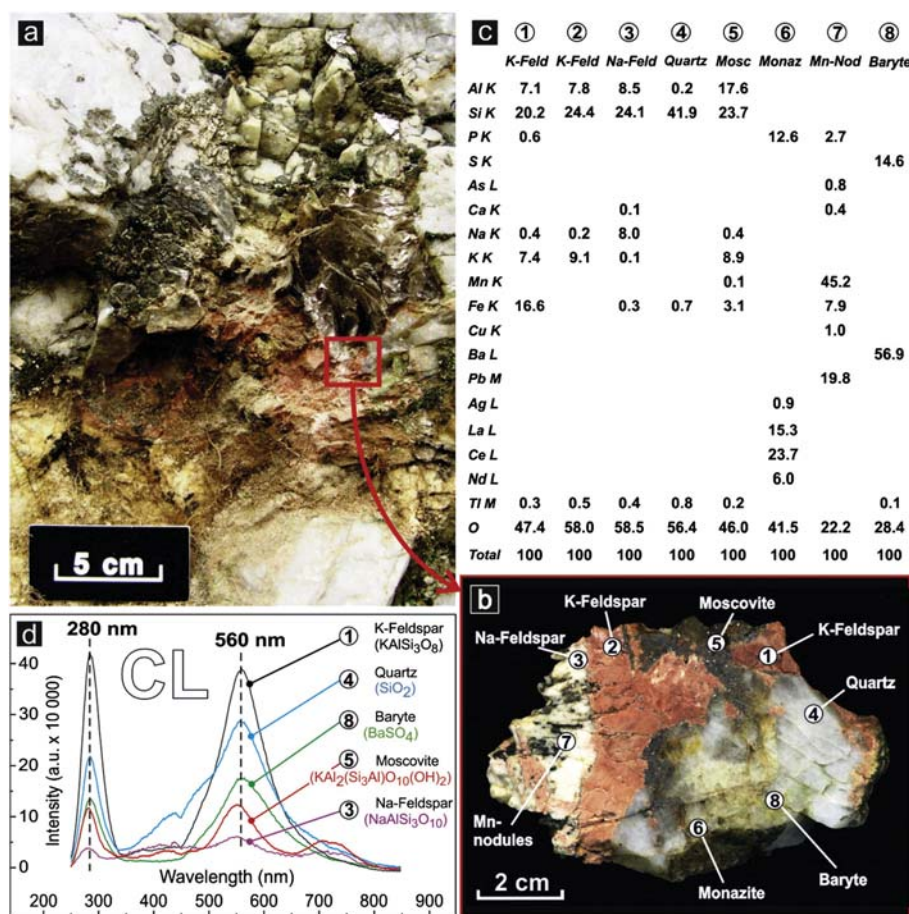 a
5 cm
c
① ② ③ ④ ⑤ ⑥ ⑦ ⑧
K-Feld K-Feld Na-Feld Quartz Mosc Monaz Mn-Nod Baryte
Al K 7.1 7.8 8.5 0.2 17.6
Si K 20.2 24.4 24.1 41.9 23.7
P K 0.6 12.6 2.7
S K 14.6
As L 0.8
Ca K 0.1 0.4
Na K 0.4 0.2 8.0 0.4
K K 7.4 9.1 0.1 8.9
Mn K 0.1 45.2
Fe K 16.6 0.3 0.7 3.1 7.9
Cu K 1.0
Ba L 56.9
Pb M 19.8
Ag L 0.9
La L 15.3
Ce L 23.7
Nd L 6.0
Tl M 0.3 0.5 0.4 0.8 0.2 0.1
O 47.4 58.0 58.5 56.4 46.0 41.5 22.2 28.4
Total 100 100 100 100 100 100 100 100
b
K-Feldspar
Moscovite
Na-Feldspar
K-Feldspar
Quartz
③ ② ⑤ ① ④ ⑦ ⑧ ⑥
Mn-
nodules
2 cm
Monazite
Baryte
d
280 nm
560 nm
CL
① K-Feldspar
(KAlSi3O8)
④ Quartz
(SiO2)
⑧ Baryte
(BaSO4)
⑤ Moscovite
(KAl2(Si3Al)O10(OH)2)
③ Na-Feldspar
(NaAlSi3O10)
Intensity (a.u. x 10 000)
40
30
20
10
0
Wavelength (nm)
200 300 400 500 600 700 800 900